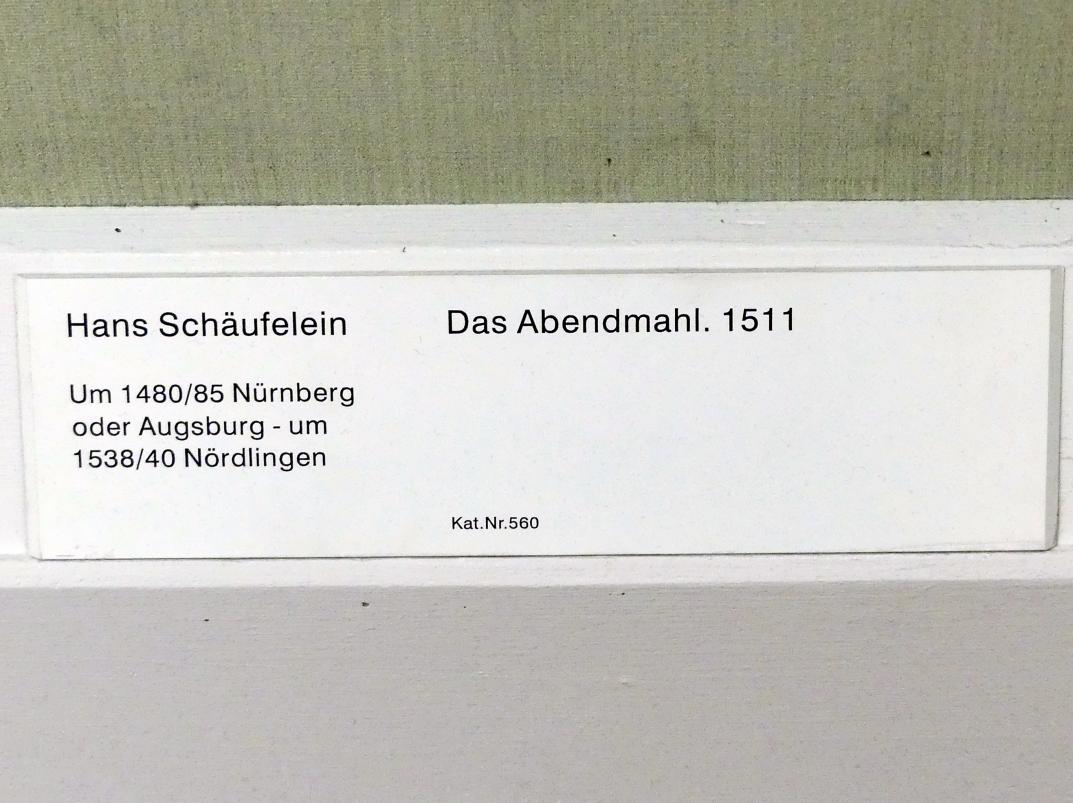 Hans Schäufelein
Um 1480/85 Nürnberg
oder Augsburg - um
1538/40 Nördlingen
Das Abendmahl. 1511
Kat.Nr.560